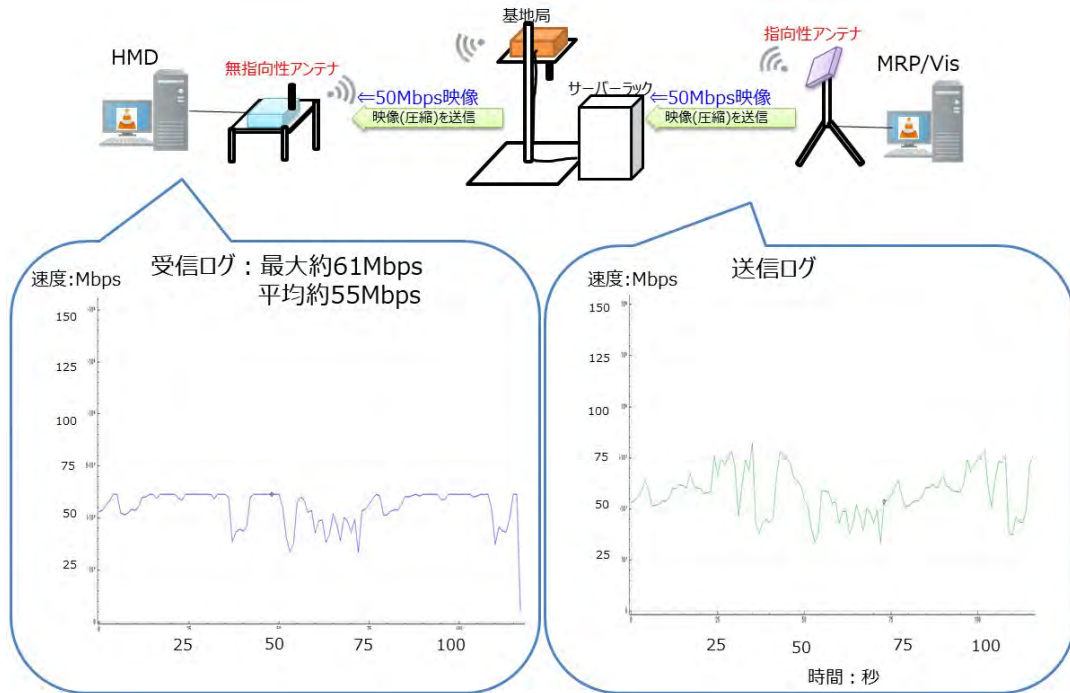 基地局
指向性アンテナ
HMD
MRP/Vis
無指向性アンテナ
サーバーラック
⇐50Mbps映像
⇐50Mbps映像
映像(圧縮)を送信
映像(圧縮)を送信
受信ログ：最大約61Mbps
平均約55Mbps
速度:Mbps
150
125
100
75
50
25
25
50
75
100
送信ログ
速度:Mbps
150
125
100
75
50
25
25
50
75
100
時間：秒